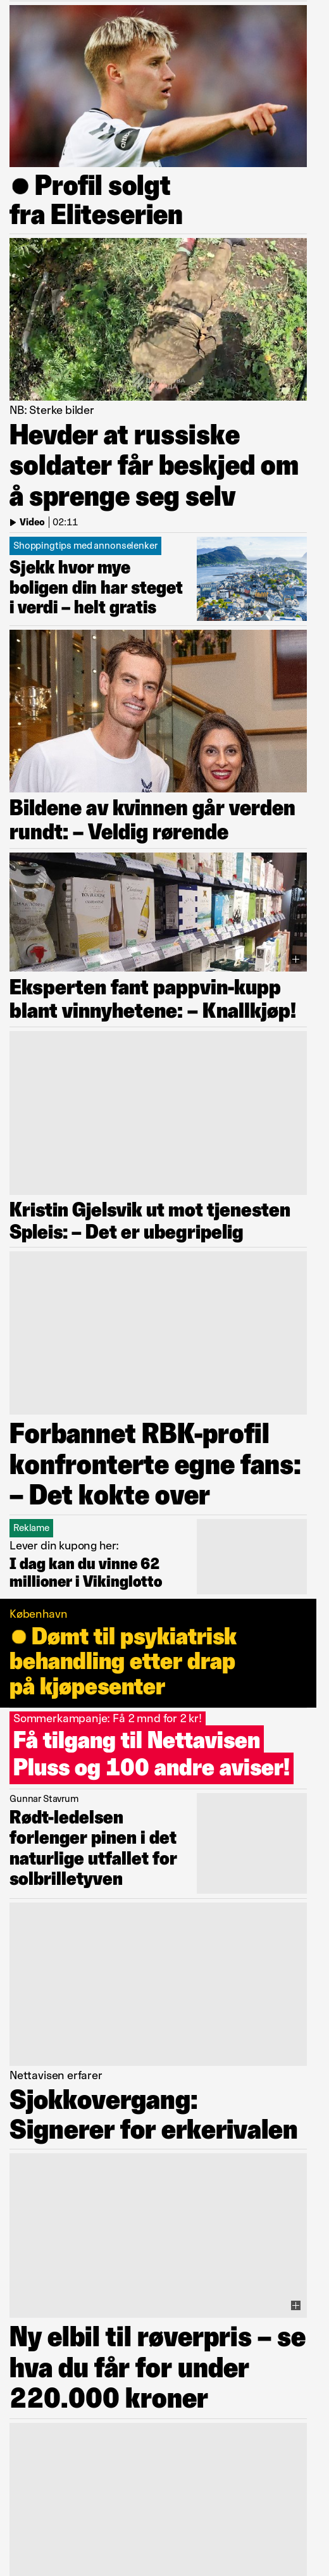 Profil solgt
fra Eliteserien
NB: Sterke bilder
Hevder at russiske
soldater får beskjed om
å sprenge seg selv
Video | 02:11
Shoppingtips med annonselenker
Sjekk hvor mye
boligen din har steget
i verdi – helt gratis
Bildene av kvinnen går verden
rundt: – Veldig rørende
Eksperten fant pappvin-kupp
blant vinnyhetene: – Knallkjøp!
Kristin Gjelsvik ut mot tjenesten
Spleis: – Det er ubegripelig
Forbannet RBK-profil
konfronterte egne fans:
– Det kokte over
Reklame
Lever din kupong her:
I dag kan du vinne 62
millioner i Vikinglotto
København
Dømt til psykiatrisk
behandling etter drap
på kjøpesenter
Sommerkampanje: Få 2 mnd for 2 kr!
Få tilgang til Nettavisen
Pluss og 100 andre aviser!
Gunnar Stavrum
Rødt-ledelsen
forlenger pinen i det
naturlige utfallet for
solbrilletyven
Nettavisen erfarer
Sjokkovergang:
Signerer for erkerivalen
Ny elbil til røverpris – se
hva du får for under
220.000 kroner